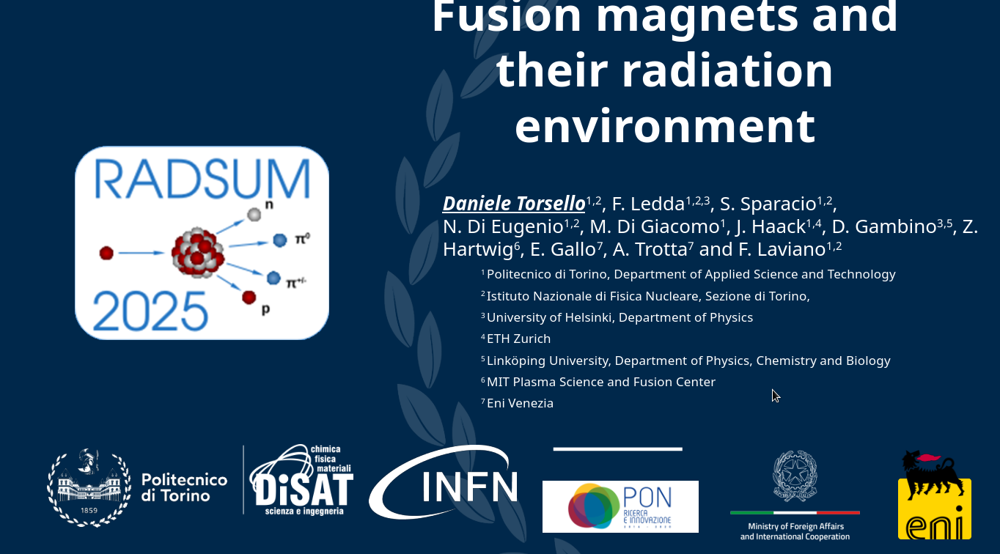 Fusion magnets and
their radiation
environment
RADSUM
n
π⁰
π⁺/⁻
p
2025
Daniele Torsello¹,², F. Ledda¹,²,³, S. Sparacio¹,²,
N. Di Eugenio¹,², M. Di Giacomo¹, J. Haack¹,⁴, D. Gambino³,⁵, Z.
Hartwig⁶, E. Gallo⁷, A. Trotta⁷ and F. Laviano¹,²
¹ Politecnico di Torino, Department of Applied Science and Technology
² Istituto Nazionale di Fisica Nucleare, Sezione di Torino,
³ University of Helsinki, Department of Physics
⁴ ETH Zurich
⁵ Linköping University, Department of Physics, Chemistry and Biology
⁶ MIT Plasma Science and Fusion Center
⁷ Eni Venezia
1859
Politecnico
di Torino
chimica
fisica
materiali
DiSAT
scienza e ingegneria
INFN
PON
RICERCA
E INNOVAZIONE
2014 - 2020
Ministry of Foreign Affairs
and International Cooperation
eni